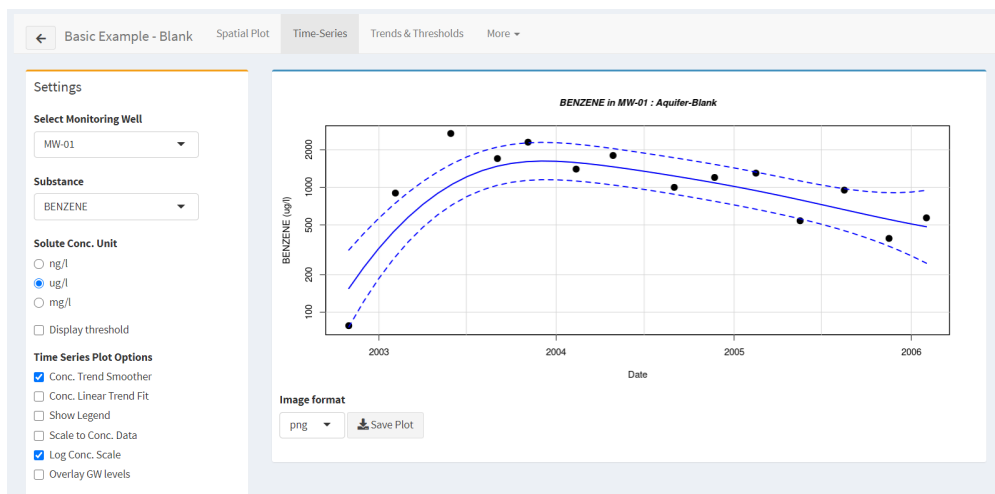 Basic Example - Blank
Spatial Plot
Time-Series
Trends & Thresholds
More
Settings
Select Monitoring Well
MW-01
Substance
BENZENE
Solute Conc. Unit
ng/l
ug/l
mg/l
Display threshold
Time Series Plot Options
Conc. Trend Smoother
Conc. Linear Trend Fit
Show Legend
Scale to Conc. Data
Log Conc. Scale
Overlay GW levels
BENZENE in MW-01 : Aquifer-Blank
BENZENE (ug/l)
2000
1000
500
200
100
2003 2004 2005 2006
Date
Image format
png
Save Plot